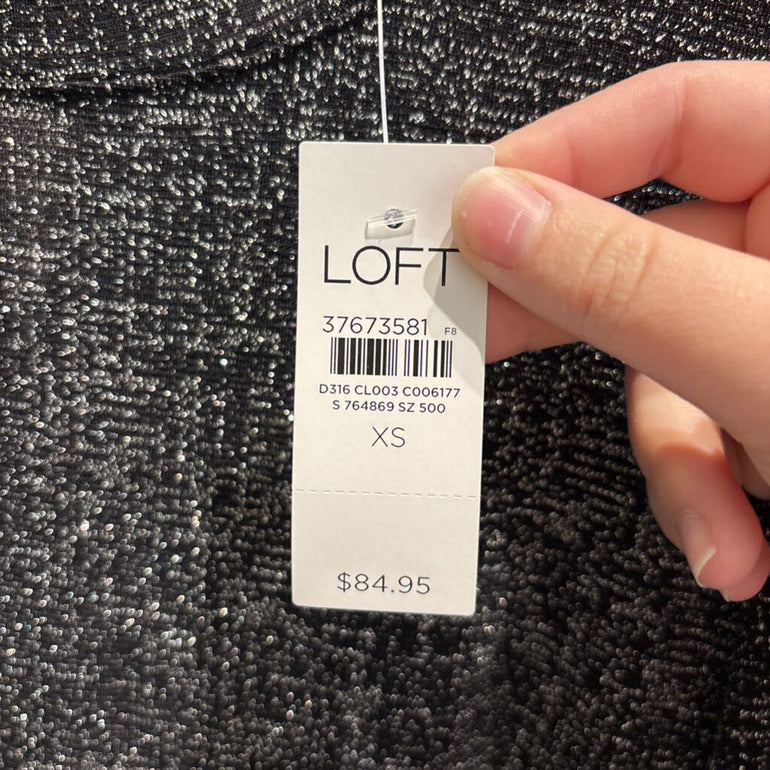 LOFT
37673581 F8
D316 CL003 C006177
S 764869 SZ 500
XS
$84.95